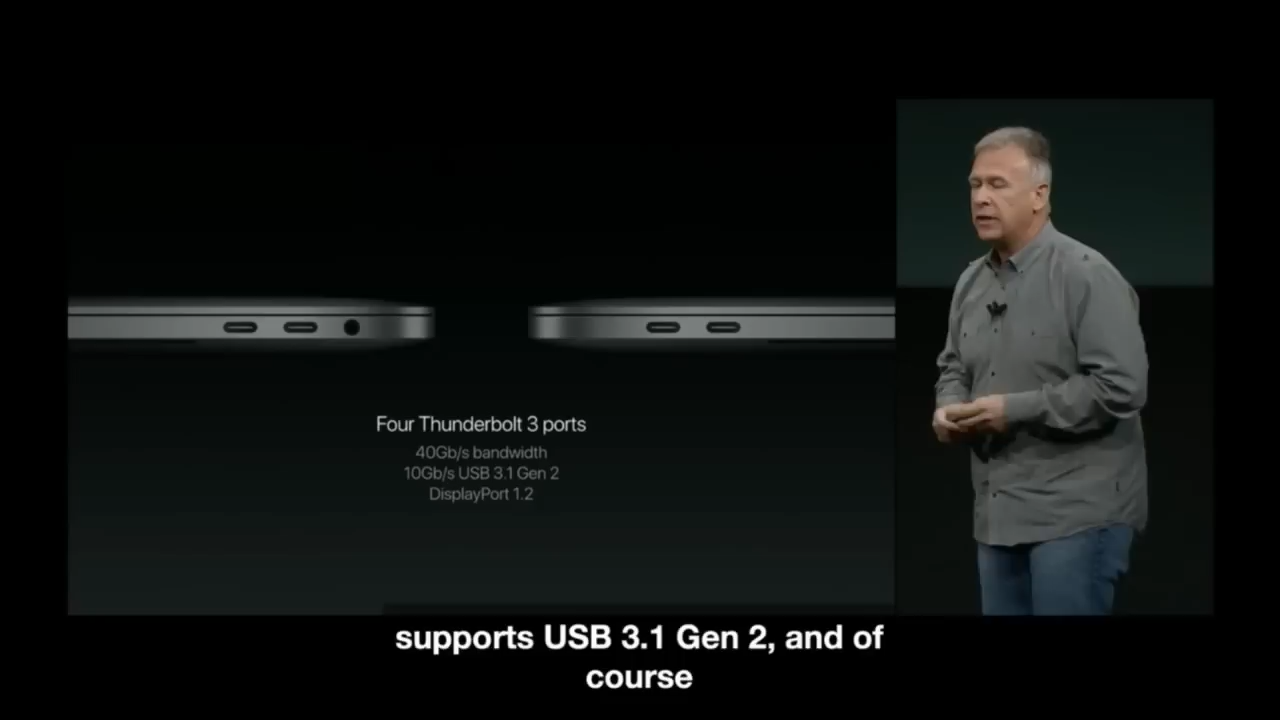 Four Thunderbolt 3 ports
40Gb/s bandwidth
10Gb/s USB 3.1 Gen 2
DisplayPort 1.2
supports USB 3.1 Gen 2, and of
course